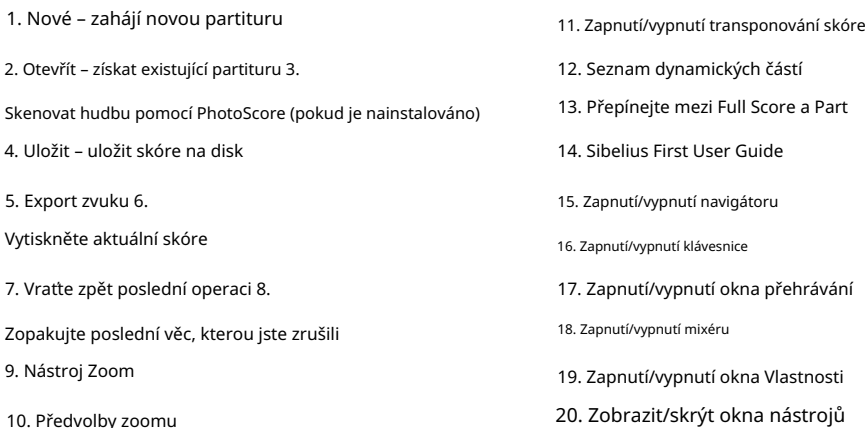 1. Nové – zahájí novou partituru
2. Otevřít – získat existující partituru 3.
Skenovat hudbu pomocí PhotoScore (pokud je nainstalováno)
4. Uložit – uložit skóre na disk
5. Export zvuku 6.
Vytiskněte aktuální skóre
7. Vraťte zpět poslední operaci 8.
Zopakujte poslední věc, kterou jste zrušili
9. Nástroj Zoom
10. Předvolby zoomu
11. Zapnutí/vypnutí transponování skóre
12. Seznam dynamických částí
13. Přepínejte mezi Full Score a Part
14. Sibelius First User Guide
15. Zapnutí/vypnutí navigátoru
16. Zapnutí/vypnutí klávesnice
17. Zapnutí/vypnutí okna přehrávání
18. Zapnutí/vypnutí mixéru
19. Zapnutí/vypnutí okna Vlastnosti
20. Zobrazit/skrýt okna nástrojů